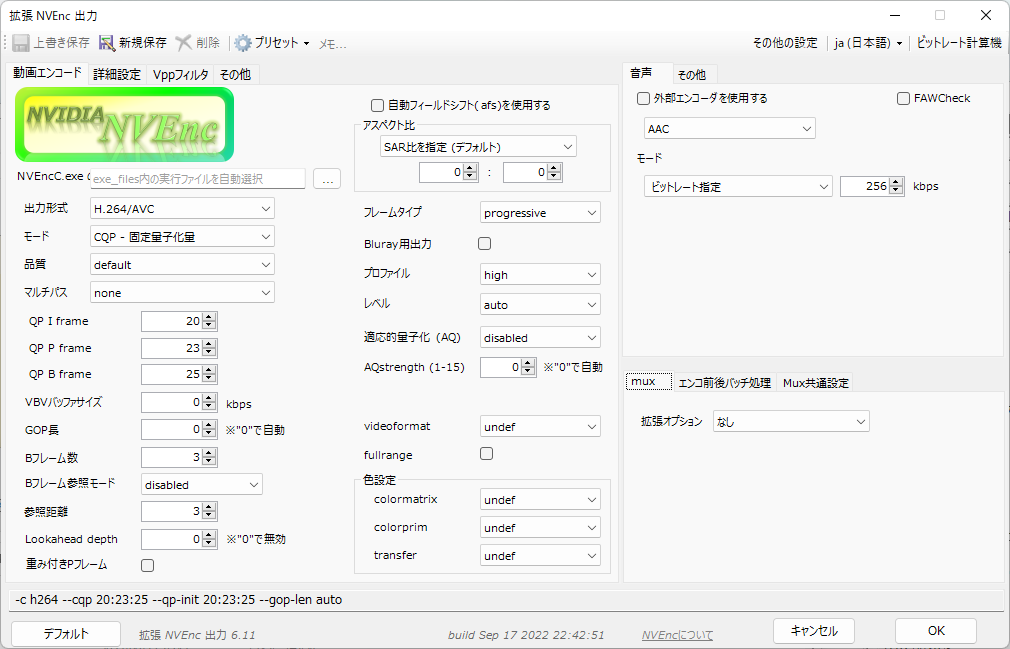 拡張 NVEnc 出力
上書き保存 新規保存 削除 プリセット メモ... その他の設定 ja (日本語) ビットレート計算機
動画エンコード 詳細設定 Vppフィルタ その他
NVIDIA NVEnc
NVEncC.exe exe_files内の実行ファイルを自動選択 ...
出力形式 H.264/AVC
モード CQP - 固定量子化量
品質 default
マルチパス none
QP I frame 20
QP P frame 23
QP B frame 25
VBVバッファサイズ 0 kbps
GOP長 0 ※"0"で自動
Bフレーム数 3
Bフレーム参照モード disabled
参照距離 3
Lookahead depth 0 ※"0"で無効
重み付きPフレーム
自動フィールドシフト(afs)を使用する
アスペクト比
SAR比を指定 (デフォルト)
0 : 0
フレームタイプ progressive
Bluray用出力
プロファイル high
レベル auto
適応的量子化 (AQ) disabled
AQstrength (1-15) 0 ※"0"で自動
videoformat undef
fullrange
色設定
colormatrix undef
colorprim undef
transfer undef
音声 その他
外部エンコーダを使用する FAWCheck
AAC
モード
ビットレート指定 256 kbps
mux エンコ前後バッチ処理 Mux共通設定
拡張オプション なし
-c h264 --cqp 20:23:25 --qp-init 20:23:25 --gop-len auto
デフォルト 拡張 NVEnc 出力 6.11 build Sep 17 2022 22:42:51 NVEncについて キャンセル OK